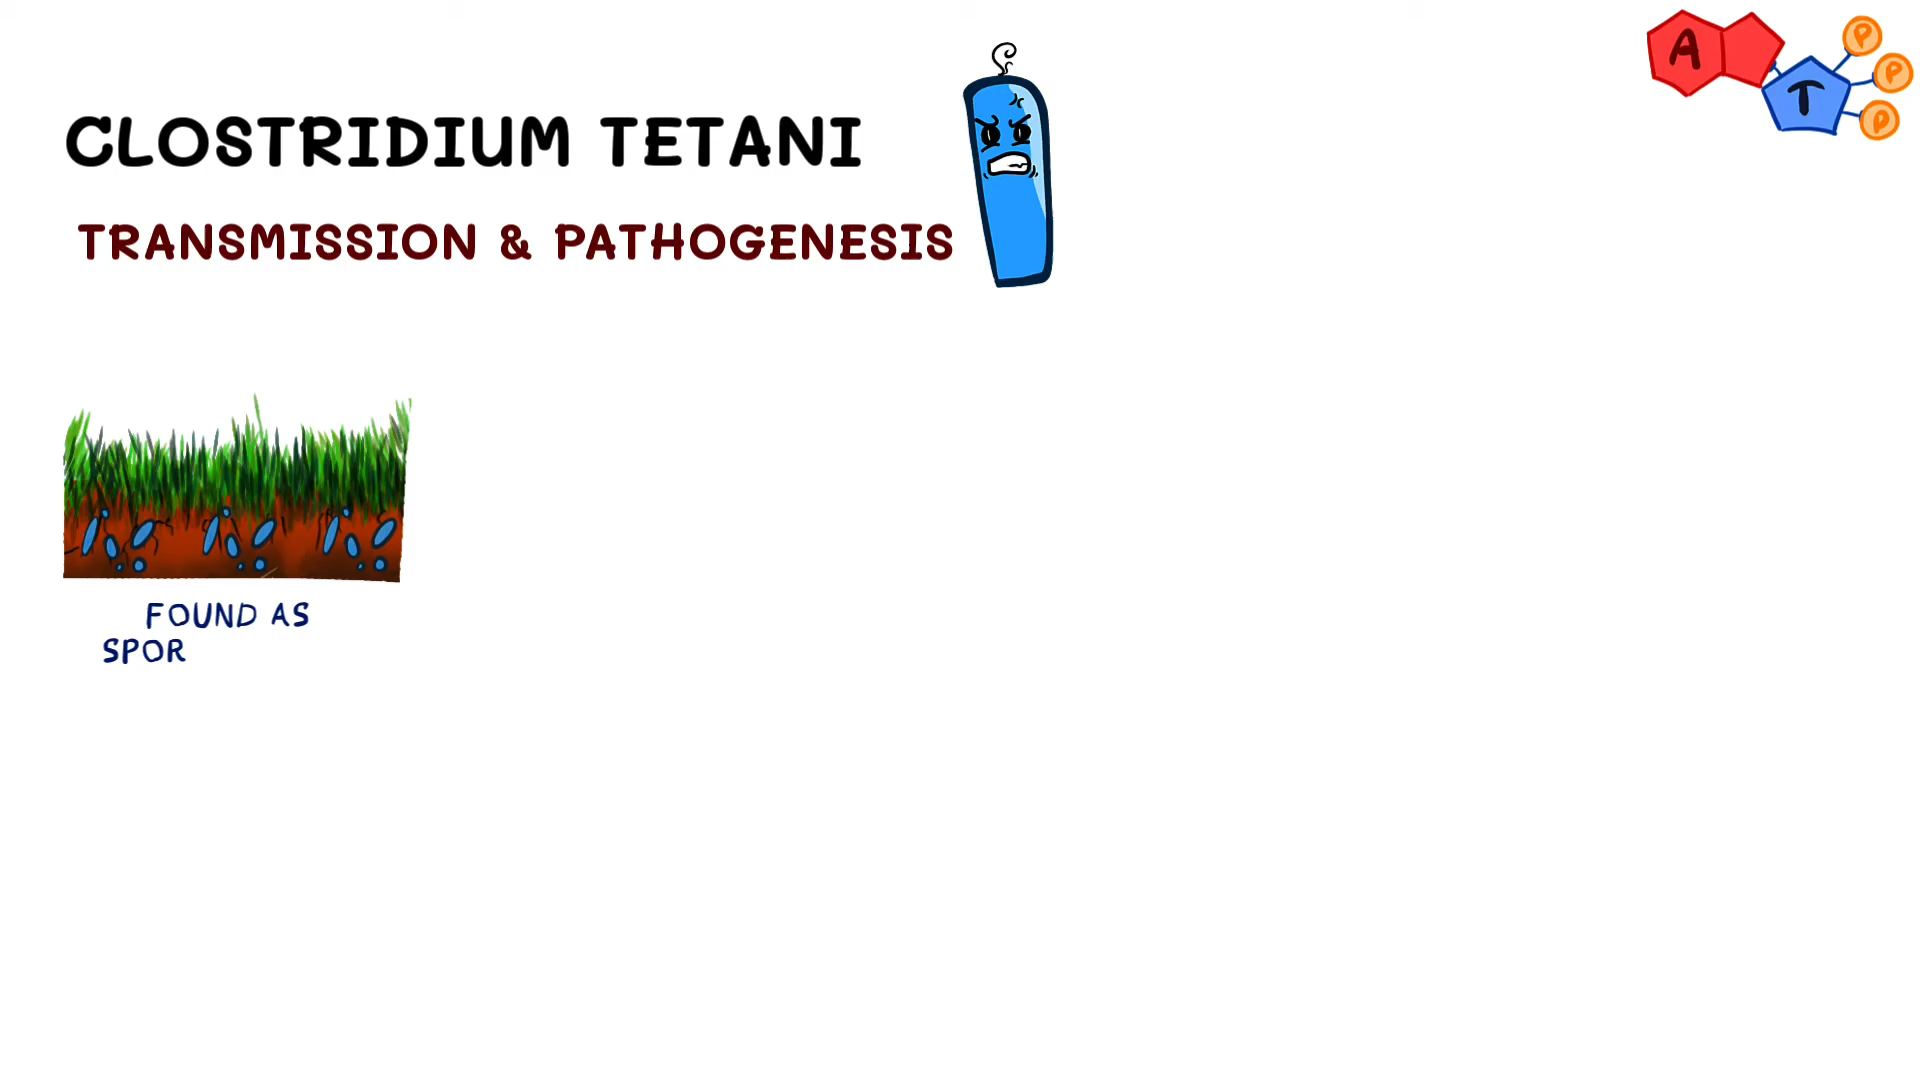 CLOSTRIDIUM TETANI
TRANSMISSION & PATHOGENESIS
FOUND AS
SPOR
A
T
P
P
P